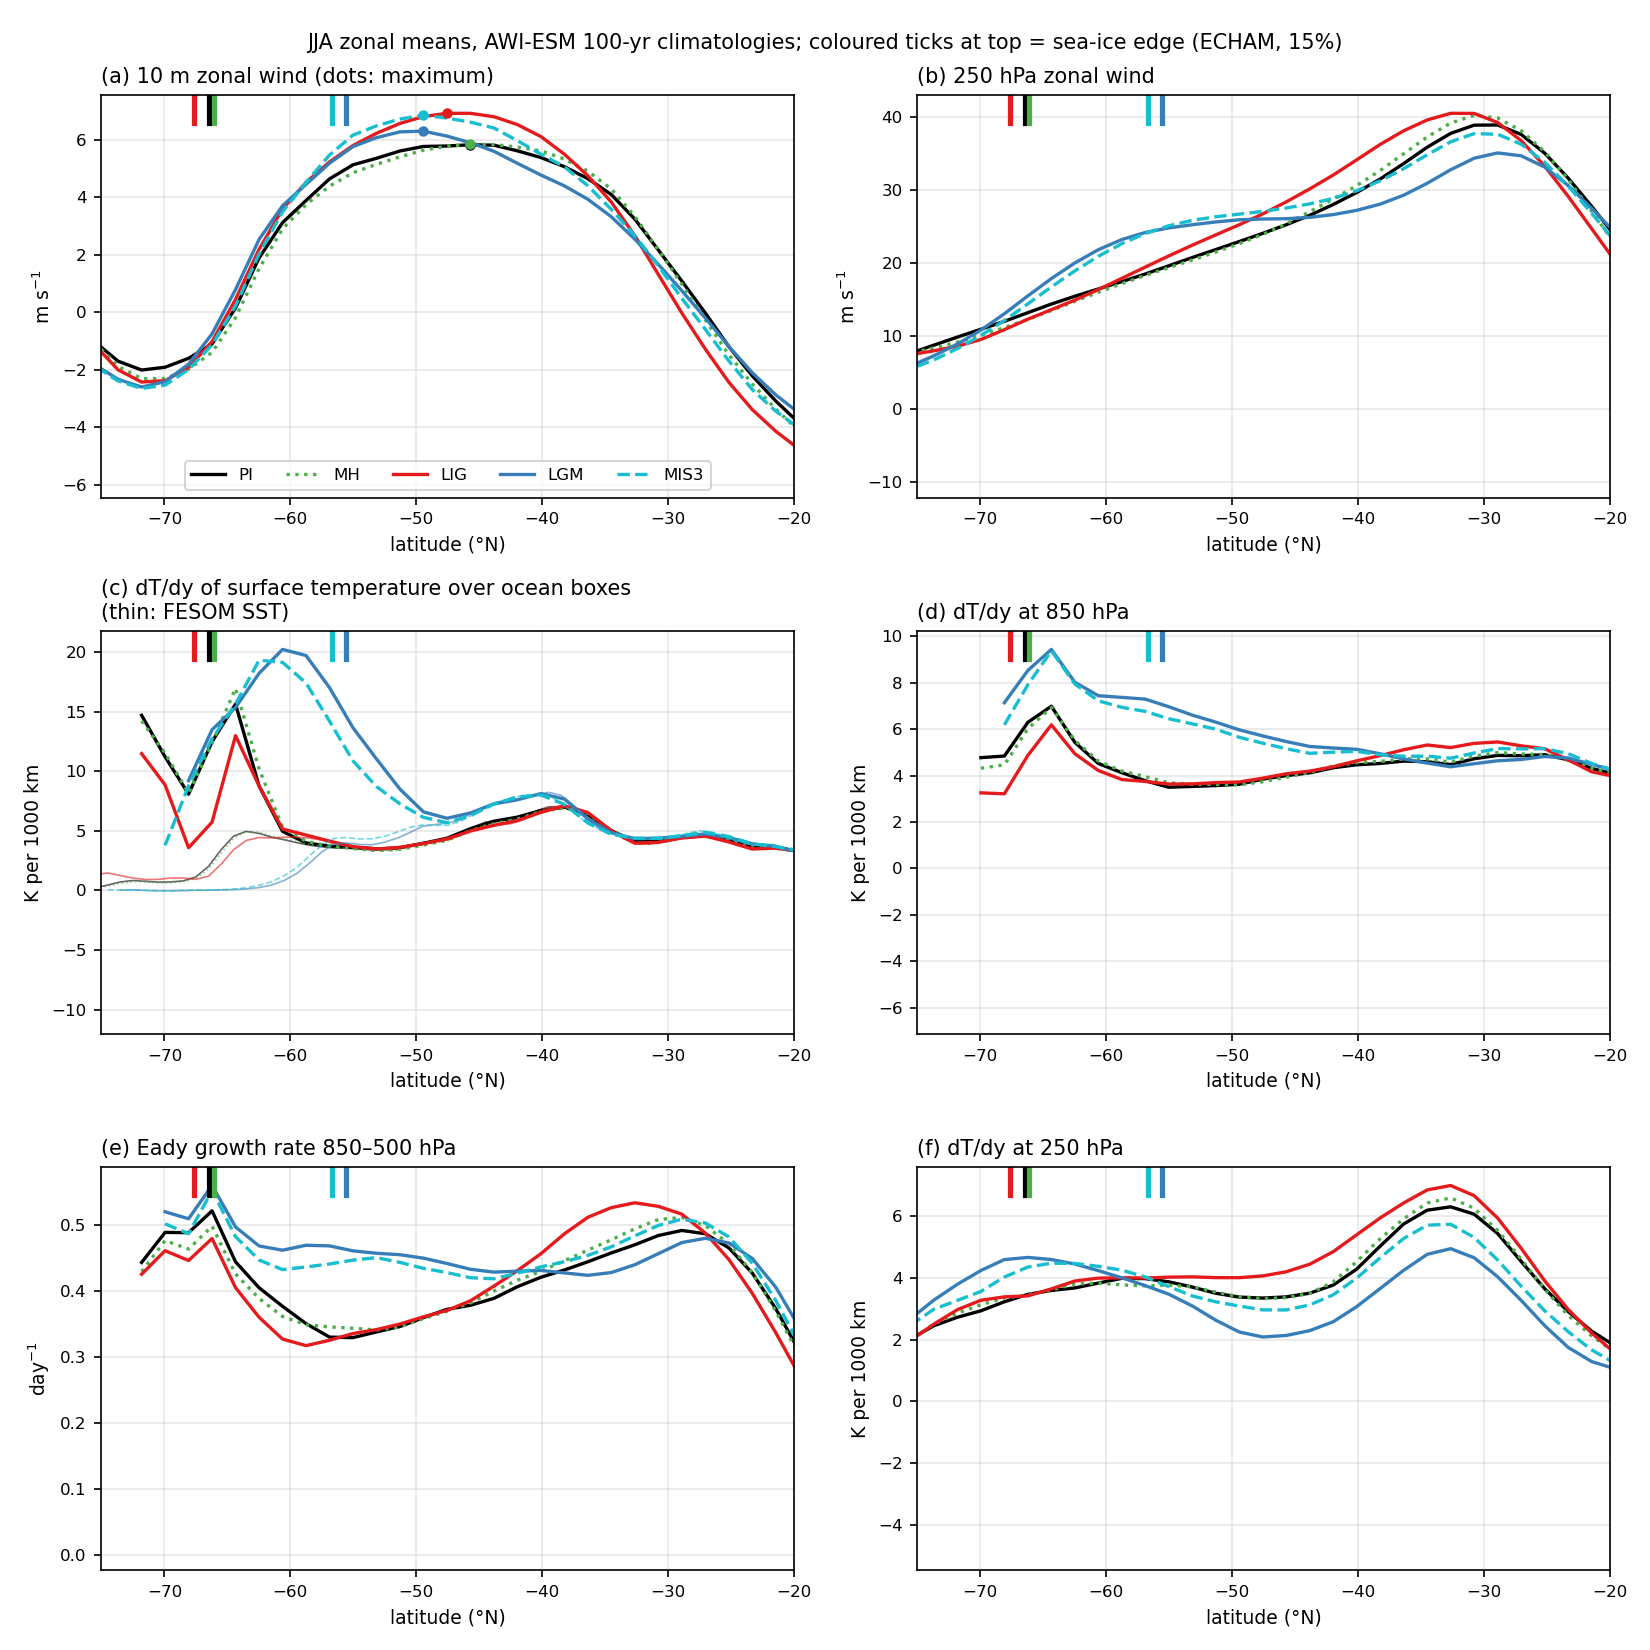 JJA zonal means, AWI-ESM 100-yr climatologies; coloured ticks at top = sea-ice edge (ECHAM, 15%)
(a) 10 m zonal wind (dots: maximum)
m s⁻¹
6
4
2
0
−2
−4
−6
PI MH LIG LGM MIS3
−70 −60 −50 −40 −30 −20
latitude (°N)
(b) 250 hPa zonal wind
m s⁻¹
40
30
20
10
0
−10
−70 −60 −50 −40 −30 −20
latitude (°N)
(c) dT/dy of surface temperature over ocean boxes
(thin: FESOM SST)
K per 1000 km
20
15
10
5
0
−5
−10
−70 −60 −50 −40 −30 −20
latitude (°N)
(d) dT/dy at 850 hPa
K per 1000 km
10
8
6
4
2
0
−2
−4
−6
−70 −60 −50 −40 −30 −20
latitude (°N)
(e) Eady growth rate 850–500 hPa
day⁻¹
0.5
0.4
0.3
0.2
0.1
0.0
−70 −60 −50 −40 −30 −20
latitude (°N)
(f) dT/dy at 250 hPa
K per 1000 km
6
4
2
0
−2
−4
−70 −60 −50 −40 −30 −20
latitude (°N)